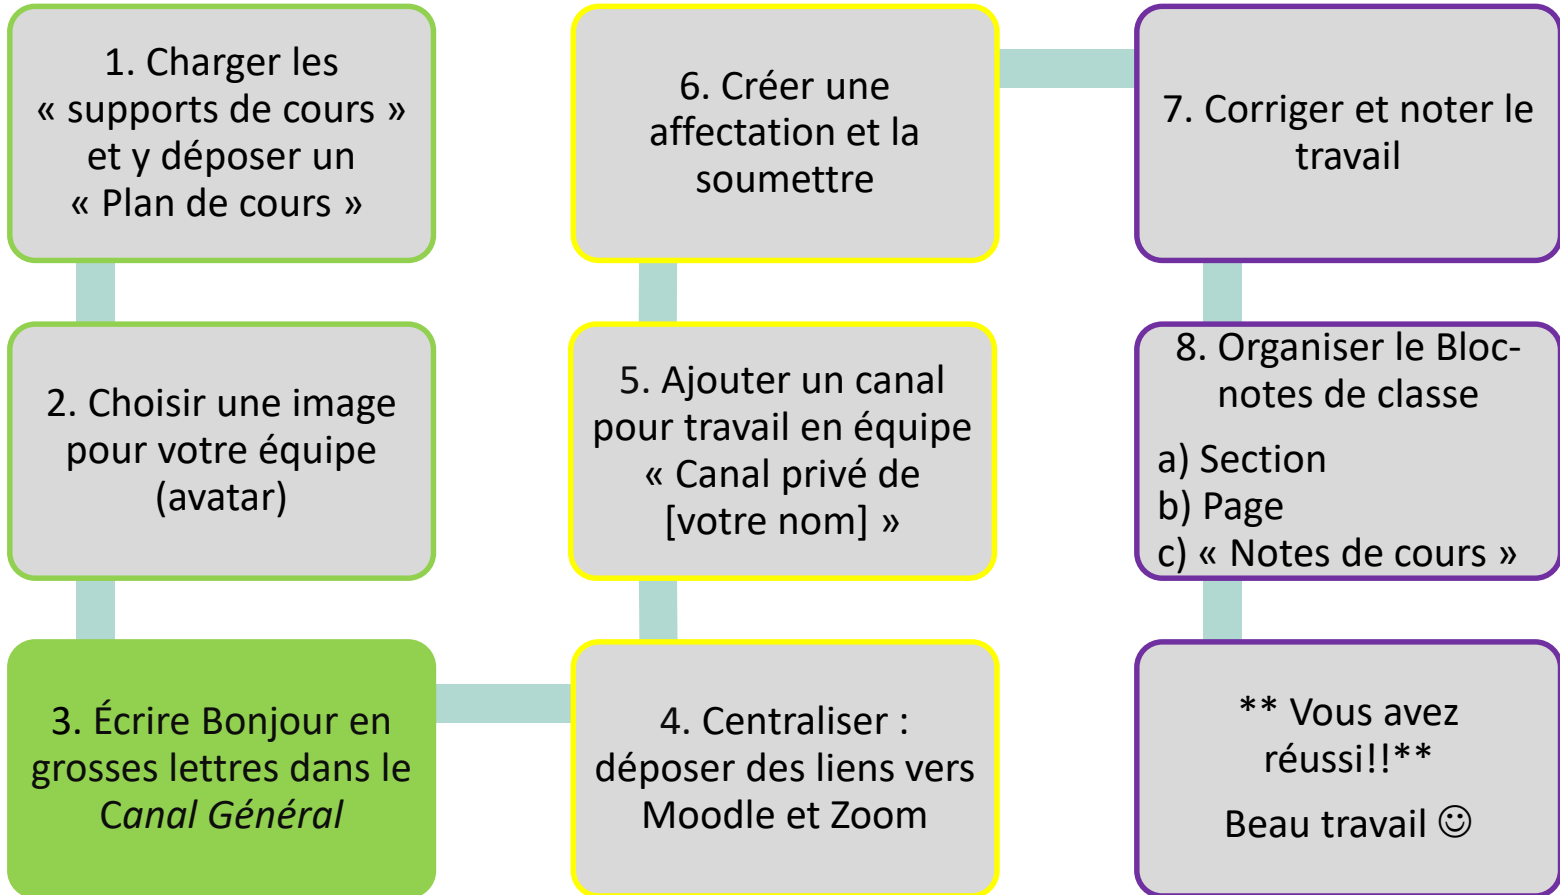 1. Charger les
« supports de cours »
et y déposer un
« Plan de cours »
2. Choisir une image
pour votre équipe
(avatar)
3. Écrire Bonjour en
grosses lettres dans le
Canal Général
4. Centraliser :
déposer des liens vers
Moodle et Zoom
5. Ajouter un canal
pour travail en équipe
« Canal privé de
[votre nom] »
6. Créer une
affectation et la
soumettre
7. Corriger et noter le
travail
8. Organiser le Bloc-
notes de classe
a) Section
b) Page
c) « Notes de cours »
** Vous avez
réussi!!**
Beau travail ☺